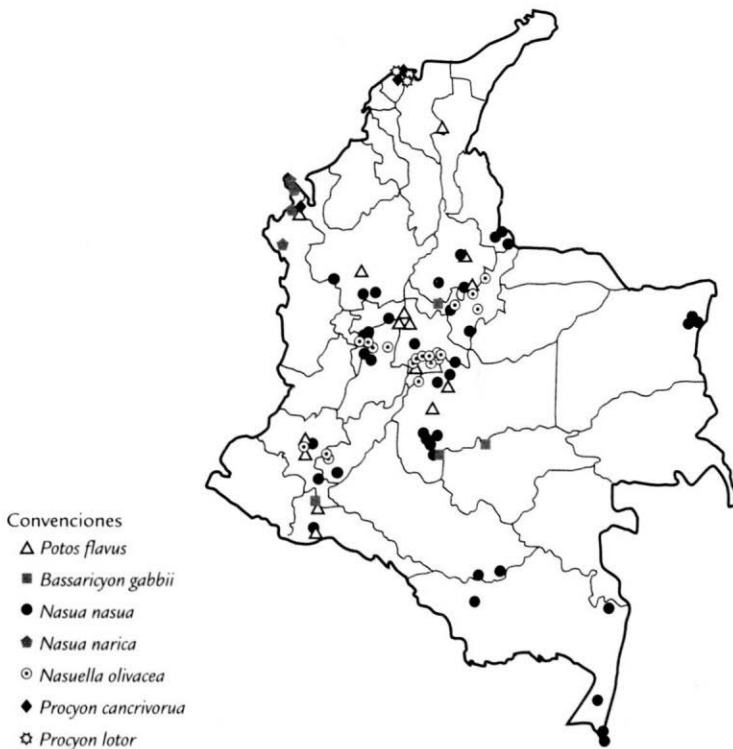 Convenciones
Potos flavus
Bassaricyon gabbii
Nasua nasua
Nasua narica
Nasuella olivacea
Procyon cancrivorua
Procyon lotor